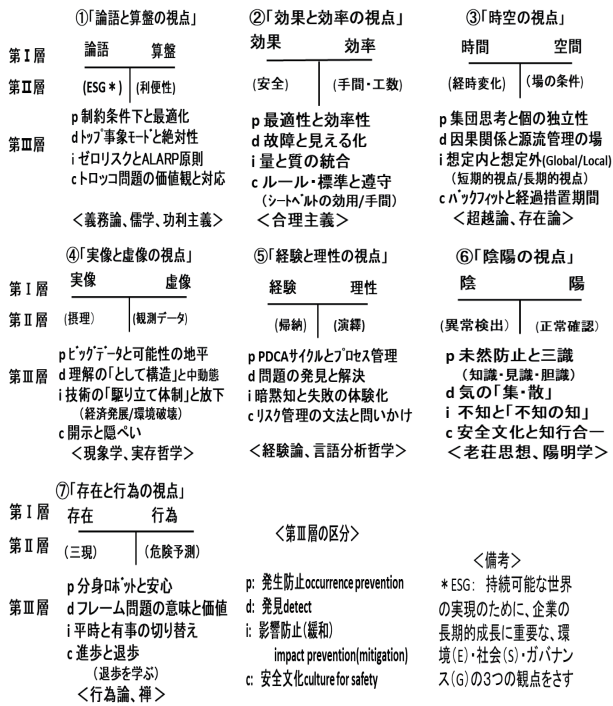 ①「論語と算盤の視点」
第Ⅰ層 論語 算盤
第Ⅱ層 (ESG＊) (利便性)
第Ⅲ層
p 制約条件下と最適化
d トップ事象モードと絶対性
i ゼロリスクとALARP原則
c トロッコ問題の価値観と対応
＜義務論、儒学、功利主義＞
②「効果と効率の視点」
効果 効率
(安全) (手間・工数)
p 最適性と効率性
d 故障と見える化
i 量と質の統合
c ルール・標準と遵守
(シートベルトの効用/手間)
＜合理主義＞
③「時空の視点」
時間 空間
(経時変化) (場の条件)
p 集団思考と個の独立性
d 因果関係と源流管理の場
i 想定内と想定外(Global/Local)
(短期的視点/長期的視点)
c バックフィットと経過措置期間
＜超越論、存在論＞
④「実像と虚像の視点」
第Ⅰ層 実像 虚像
第Ⅱ層 (摂理) (観測データ)
第Ⅲ層
p ビッグデータと可能性の地平
d 理解の「として構造」と中動態
i 技術の「駆り立て体制」と放下
(経済発展/環境破壊)
c 開示と隠ぺい
＜現象学、実存哲学＞
⑤「経験と理性の視点」
経験 理性
(帰納) (演繹)
p PDCAサイクルとプロセス管理
d 問題の発見と解決
i 暗黙知と失敗の体験化
c リスク管理の文法と問いかけ
＜経験論、言語分析哲学＞
⑥「陰陽の視点」
陰 陽
(異常検出) (正常確認)
p 未然防止と三識
(知識・見識・胆識)
d 気の「集・散」
i 不知と「不知の知」
c 安全文化と知行合一
＜老荘思想、陽明学＞
⑦「存在と行為の視点」
第Ⅰ層 存在 行為
第Ⅱ層 (三現) (危険予測)
第Ⅲ層
p 分身ロボットと安心
d フレーム問題の意味と価値
i 平時と有事の切り替え
c 進歩と退歩
(退歩を学ぶ)
＜行為論、禅＞
＜第Ⅲ層の区分＞
p: 発生防止occurrence prevention
d: 発見detect
i: 影響防止(緩和)
impact prevention(mitigation)
c: 安全文化culture for safety
＜備考＞
＊ESG: 持続可能な世界
の実現のために、企業の
長期的成長に重要な、環
境(E)・社会(S)・ガバナン
ス(G)の3つの観点をさす